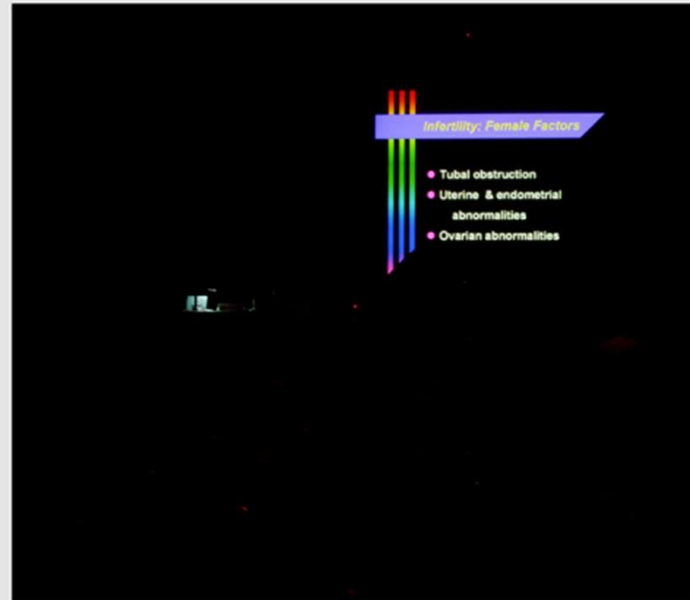 Infertility: Female Factors
Tubal obstruction
Uterine & endometrial
abnormalities
Ovarian abnormalities